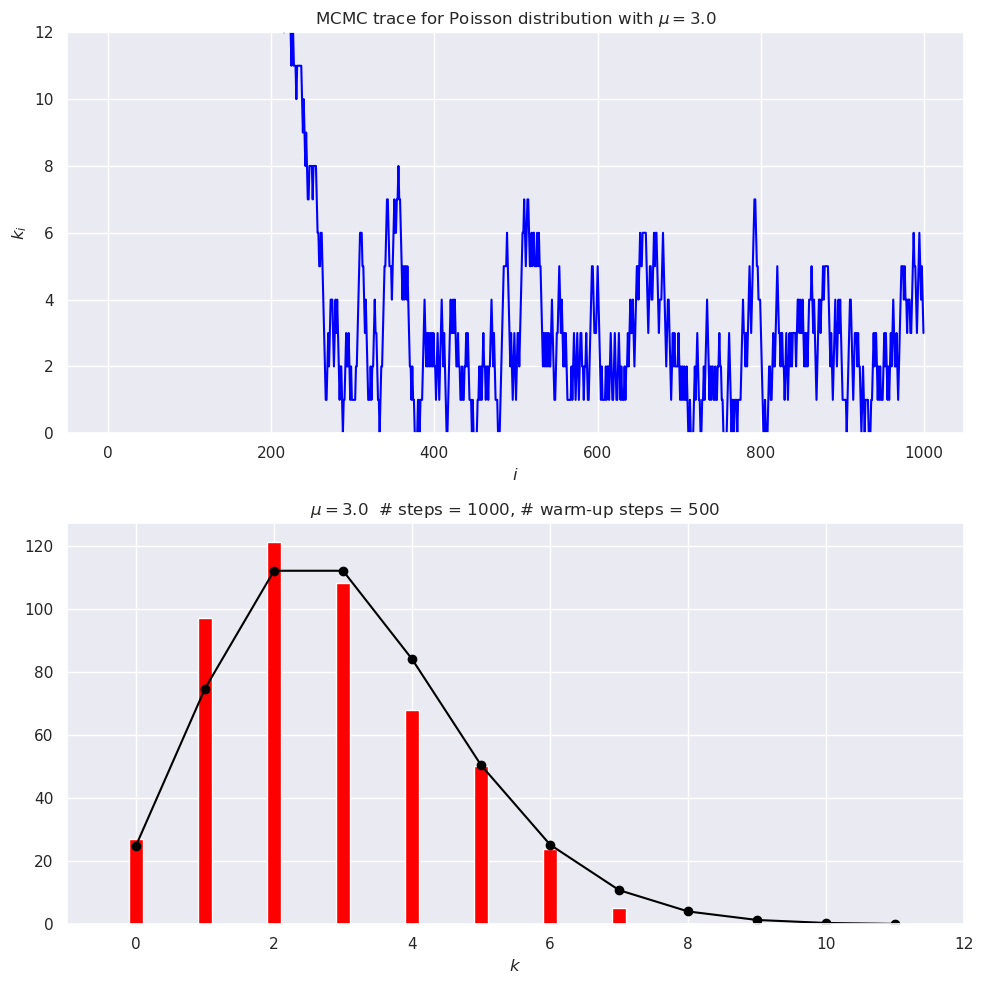 MCMC trace for Poisson distribution with μ = 3.0
12
10
8
6
4
2
0
kᵢ
0 200 400 600 800 1000
i
μ = 3.0 # steps = 1000, # warm-up steps = 500
120
100
80
60
40
20
0
0 2 4 6 8 10 12
k